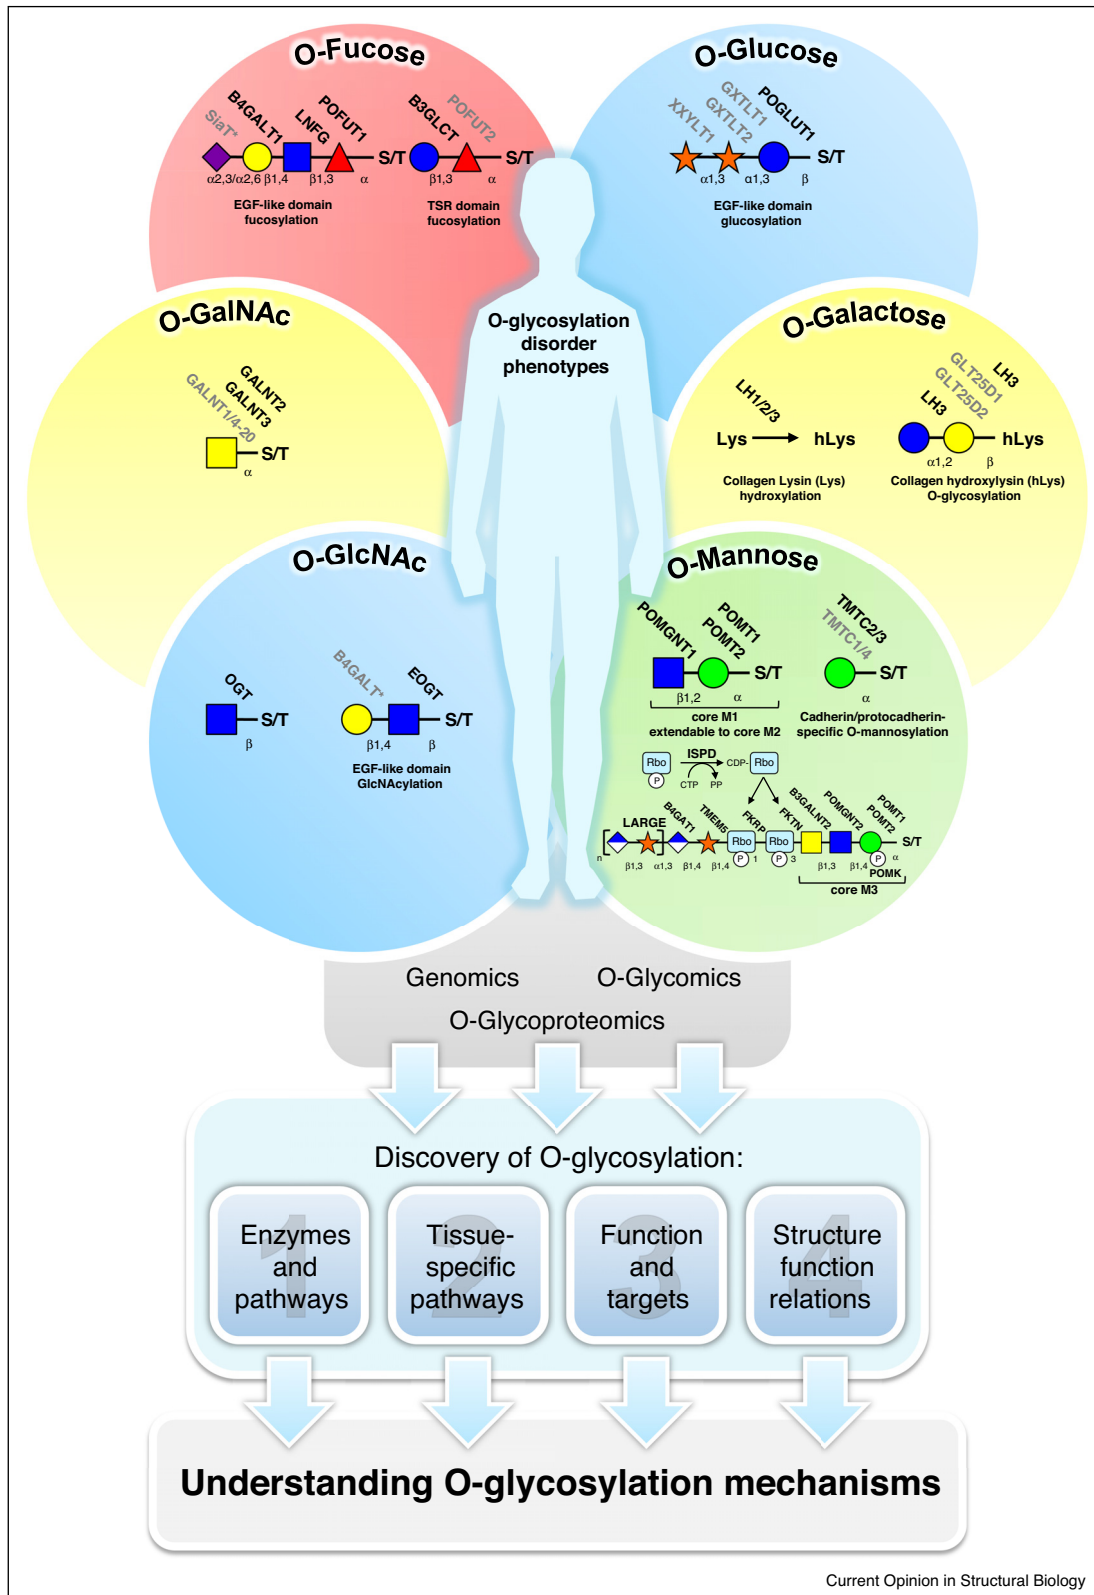 O-Fucose
SiaT*
B4GALT1
LNFG
POFUT1
B3GLCT
POFUT2
S/T
S/T
α2,3/α2,6 β1,4 β1,3 α
β1,3 α
EGF-like domain
fucosylation
TSR domain
fucosylation
O-Glucose
XXYLT1
GXTLT1
GXTLT2
POGLUT1
S/T
α1,3 α1,3 β
EGF-like domain
glucosylation
O-GalNAc
GALNT2
GALNT3
GALNT1/4-20
S/T
α
O-glycosylation
disorder
phenotypes
O-Galactose
LH1/2/3
Lys hLys
Collagen Lysin (Lys)
hydroxylation
LH3
GLT25D1
GLT25D2
LH3
hLys
α1,2 β
Collagen hydroxylysin (hLys)
O-glycosylation
O-GlcNAc
OGT
S/T
β
B4GALT*
EOGT
S/T
β1,4 β
EGF-like domain
GlcNAcylation
O-Mannose
POMGNT1
POMT1
POMT2
S/T
β1,2 α
core M1
extendable to core M2
TMTC2/3
TMTC1/4
S/T
α
Cadherin/protocadherin-
specific O-mannosylation
Rbo
P
ISPD
CTP PP
CDP- Rbo
LARGE
B4GAT1
TMEM5
FKRP
FKTN
B3GALNT2
POMGNT2
POMT1
POMT2
S/T
Rbo Rbo
n P 1 P 3 P
β1,3 α1,3 β1,4 β1,4 β1,3 β1,4 α
POMK
core M3
Genomics O-Glycomics
O-Glycoproteomics
Discovery of O-glycosylation:
1
Enzymes
and
pathways
2
Tissue-
specific
pathways
3
Function
and
targets
4
Structure
function
relations
Understanding O-glycosylation mechanisms
Current Opinion in Structural Biology